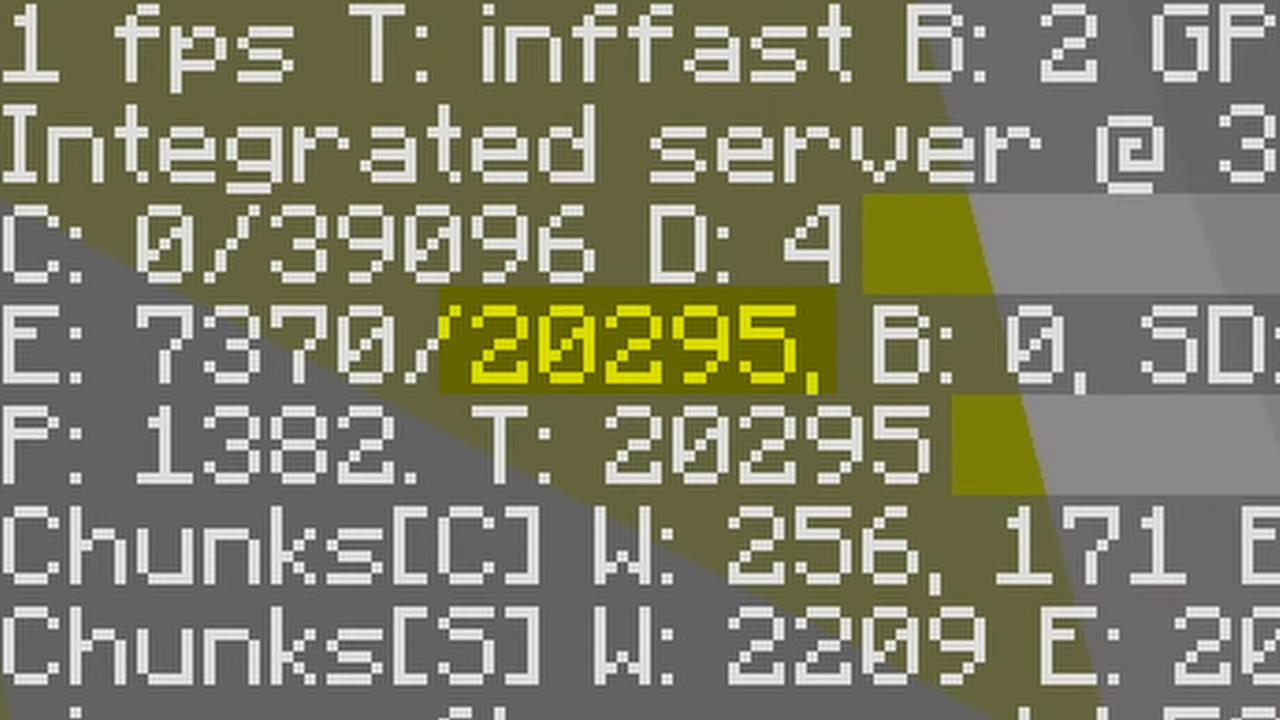 1 fps T: inffast B: 2 GP
Integrated server @ 3
C: 0/39096 D: 4
E: 7370/20295, B: 0, SD:
P: 1382. T: 20295
Chunks[C] W: 256, 171 E
Chunks[S] W: 2209 E: 20